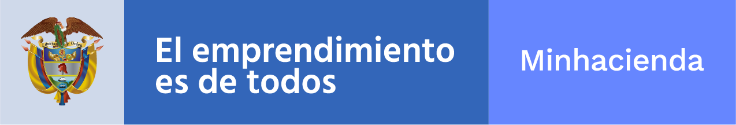 El emprendimiento
es de todos
Minhacienda